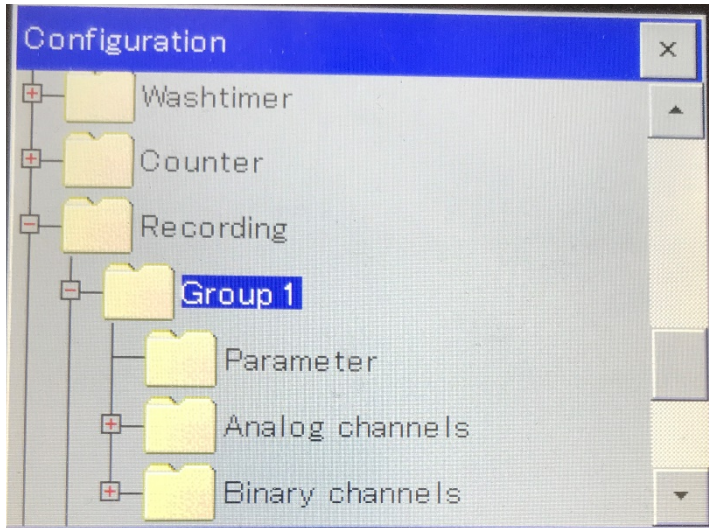 Configuration
Washtimer
Counter
Recording
Group 1
Parameter
Analog channels
Binary channels